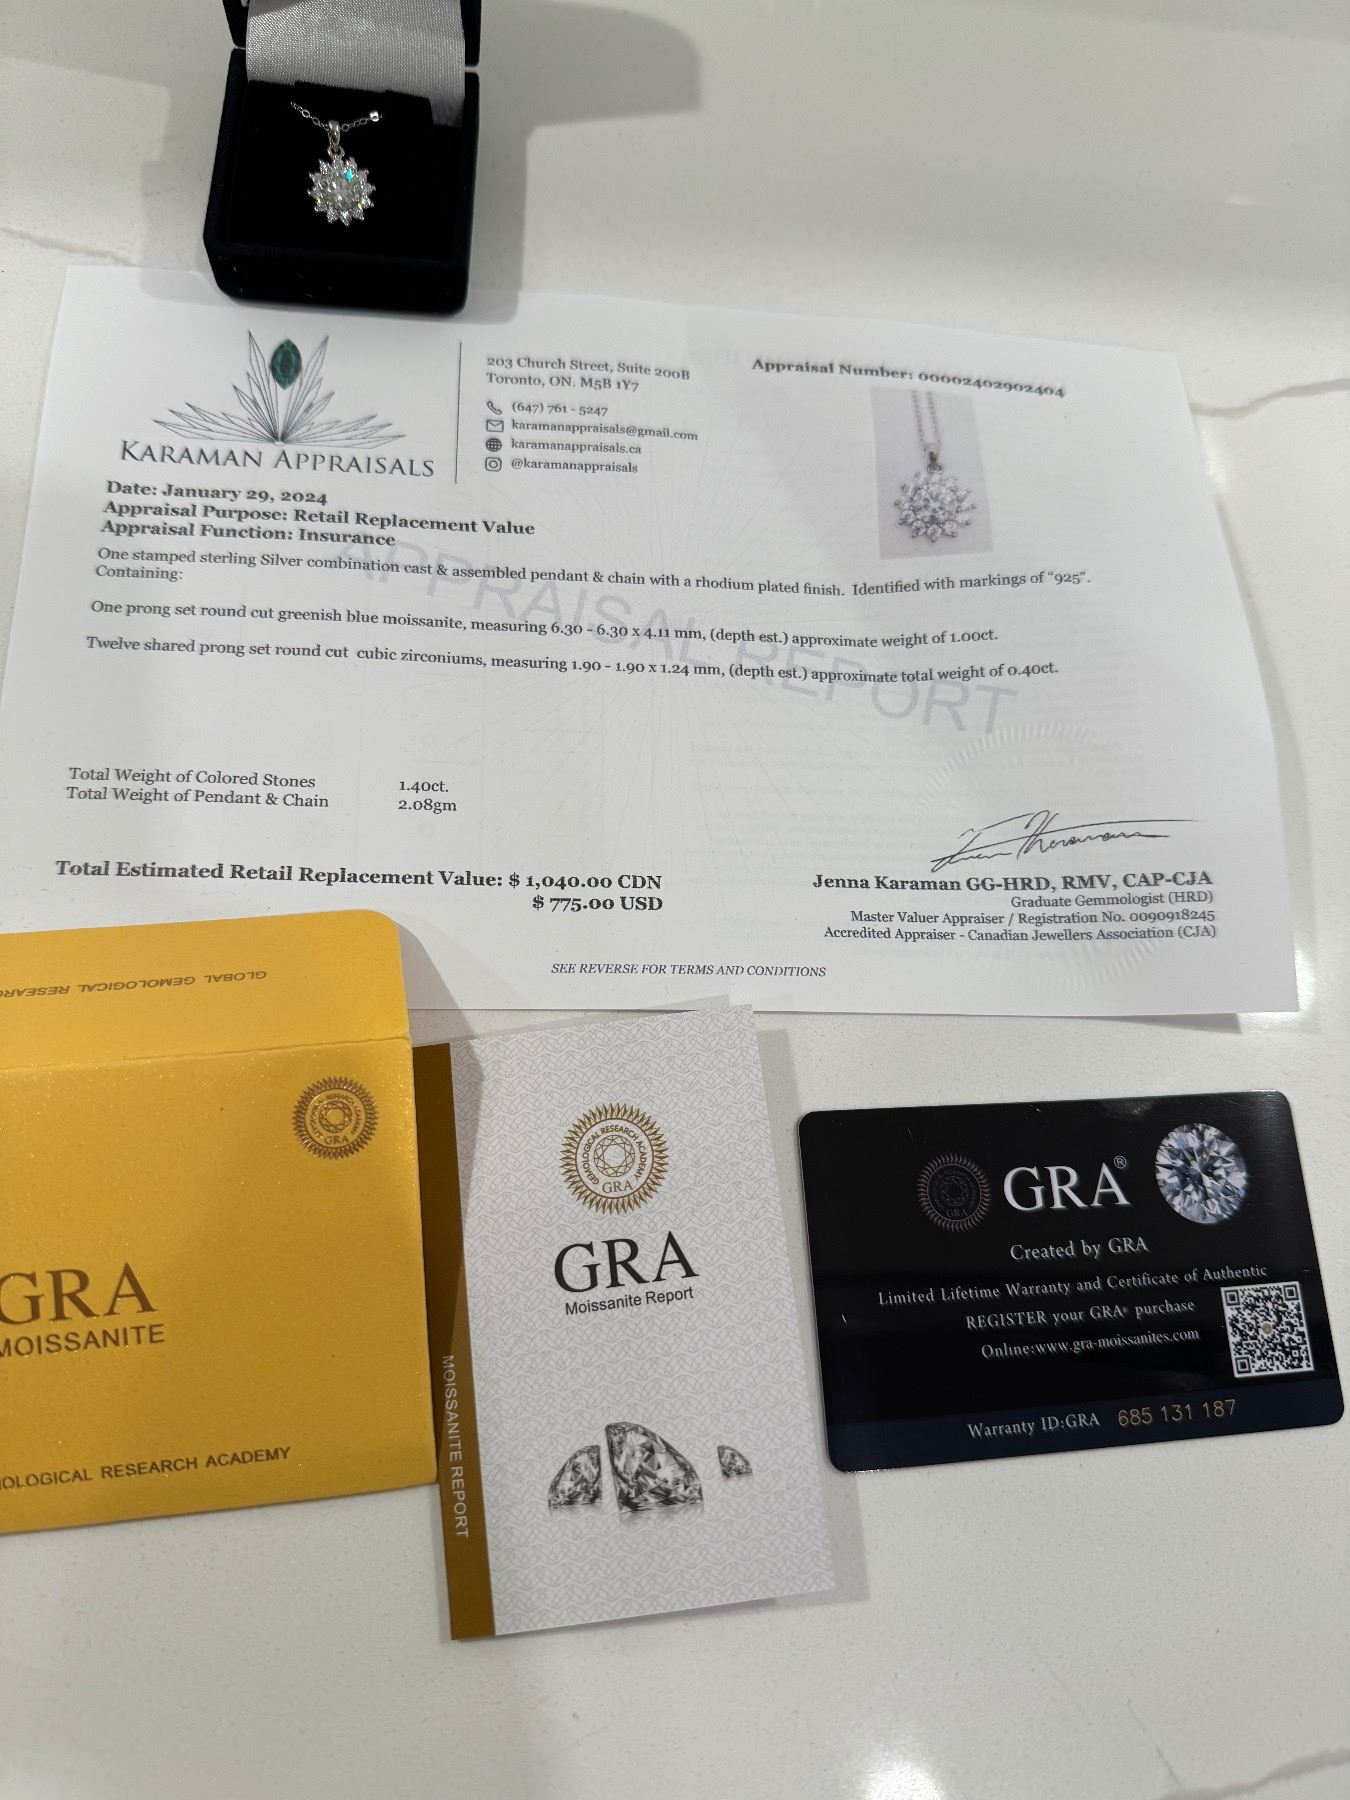 KARAMAN APPRAISALS
203 Church Street, Suite 200B
Toronto, ON. M5B 1Y7
(647) 761 - 5247
karamanappraisals@gmail.com
karamanappraisals.ca
@karamanappraisals
Appraisal Number: 00002402902404
Date: January 29, 2024
Appraisal Purpose: Retail Replacement Value
Appraisal Function: Insurance
One stamped sterling Silver combination cast & assembled pendant & chain with a rhodium plated finish. Identified with markings of "925".
Containing:
One prong set round cut greenish blue moissanite, measuring 6.30 - 6.30 x 4.11 mm, (depth est.) approximate weight of 1.00ct.
Twelve shared prong set round cut cubic zirconiums, measuring 1.90 - 1.90 x 1.24 mm, (depth est.) approximate total weight of 0.40ct.
APPRAISAL REPORT
Total Weight of Colored Stones 1.40ct.
Total Weight of Pendant & Chain 2.08gm
Total Estimated Retail Replacement Value: $ 1,040.00 CDN
$ 775.00 USD
Jenna Karaman GG-HRD, RMV, CAP-CJA
Graduate Gemmologist (HRD)
Master Valuer Appraiser / Registration No. 0090918245
Accredited Appraiser - Canadian Jewellers Association (CJA)
SEE REVERSE FOR TERMS AND CONDITIONS
GLOBAL GEMOLOGICAL RESEAR
GRA
GRA
MOISSANITE
OLOGICAL RESEARCH ACADEMY
GEMOLOGICAL RESEARCH ACADEMY
GRA
GRA
Moissanite Report
MOISSANITE REPORT
GRA
GRA®
Created by GRA
Limited Lifetime Warranty and Certificate of Authentic
REGISTER your GRA® purchase
Online:www.gra-moissanites.com
Warranty ID:GRA 685 131 187